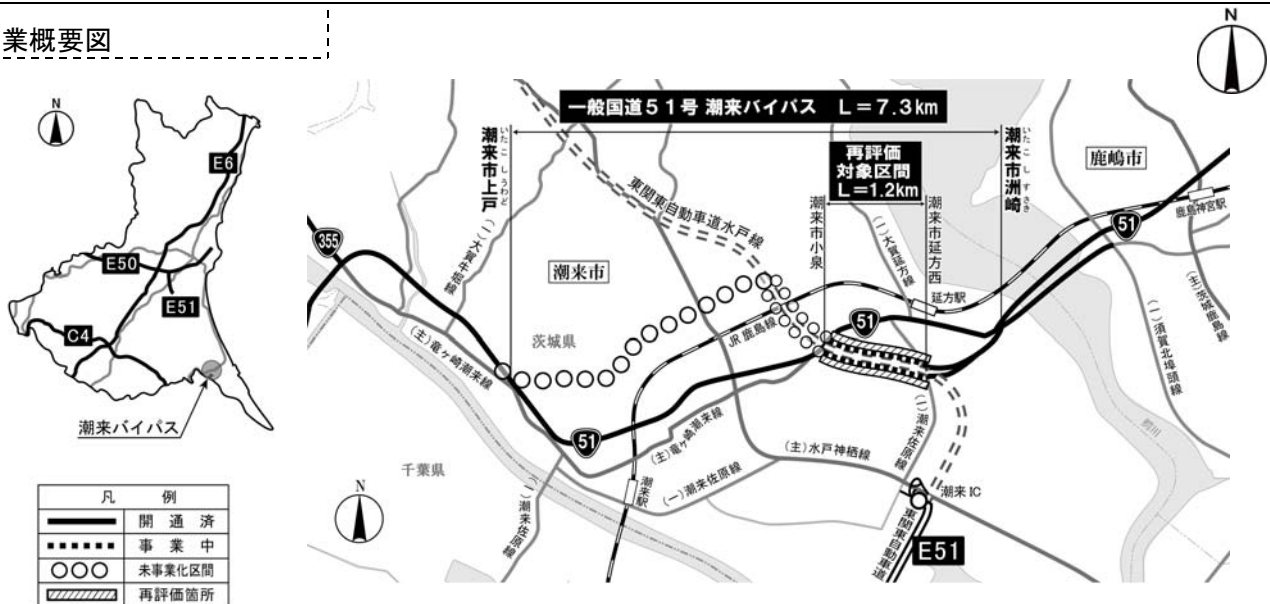 業概要図
N
N
E6
E50
E51
C4
潮来バイパス
凡 例
開通済
事業中
未事業化区間
再評価箇所
一般国道51号 潮来バイパス L=7.3km
再評価
対象区間
L=1.2km
潮来市上戸
いたこしうわど
潮来市洲崎
いたこしすさき
鹿嶋市
潮来市小泉
潮来市延方西
東関東自動車道水戸線
(一)大賀牛堀線
(一)大賀延方線
355
潮来市
茨城県
延方駅
51
鹿島神宮駅
(主)茨城鹿島線
(一)須賀北埠頭線
JR鹿島線
51
(主)竜ヶ崎潮来線
51
(主)竜ヶ崎潮来線
(一)潮来佐原線
(主)水戸神栖線
千葉県
潮来駅
(一)潮来佐原線
(一)潮来佐原線
潮来IC
東関東自動車道
E51
N